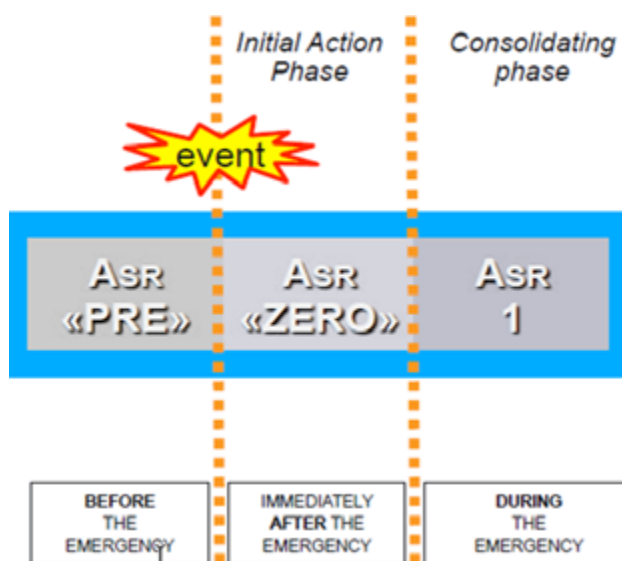 Initial Action
Phase
Consolidating
phase
event
ASR
«PRE»
ASR
«ZERO»
ASR
1
BEFORE
THE
EMERGENCY
IMMEDIATELY
AFTER THE
EMERGENCY
DURING
THE
EMERGENCY